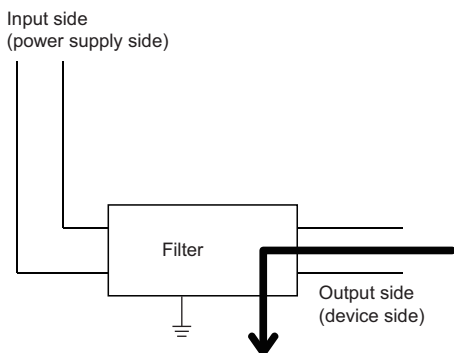 Input side
(power supply side)
Filter
Output side
(device side)